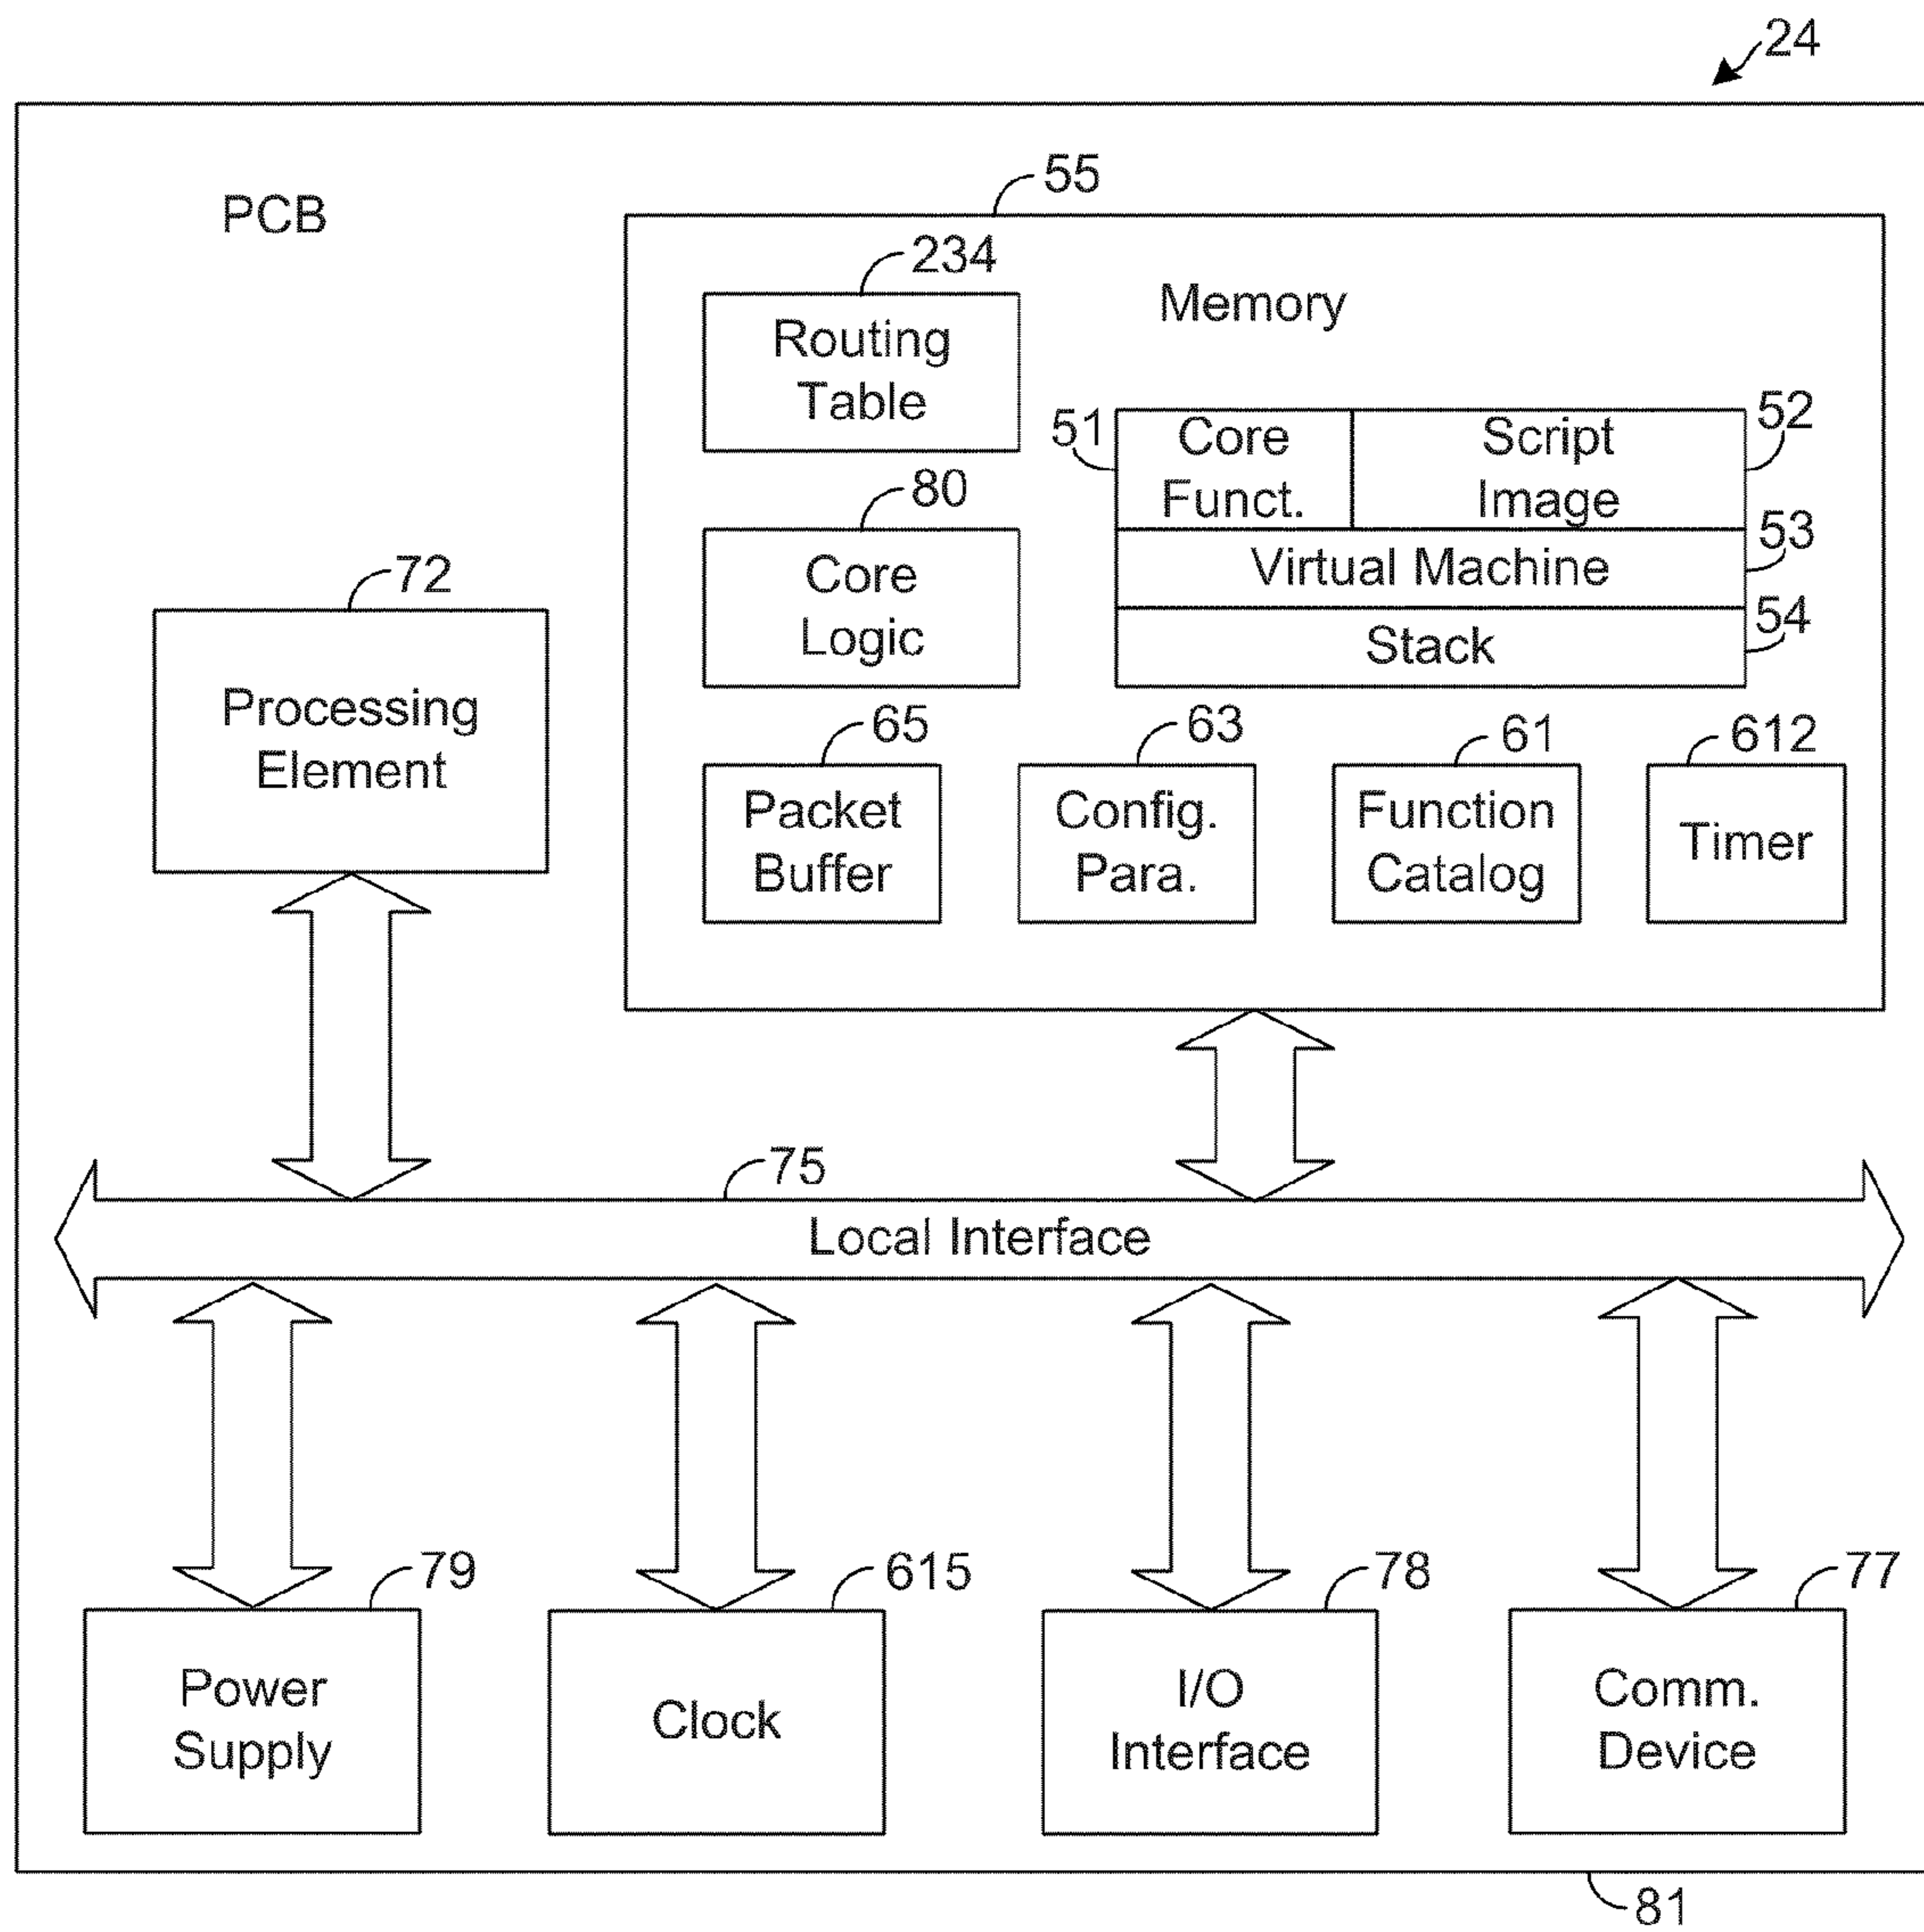 24
PCB
55
234
Memory
Routing
Table
51
Core
Funct.
Script
Image
52
80
Core
Logic
Virtual Machine
53
Stack
54
72
Processing
Element
65
Packet
Buffer
63
Config.
Para.
61
Function
Catalog
612
Timer
75
Local Interface
79
Power
Supply
615
Clock
78
I/O
Interface
77
Comm.
Device
81